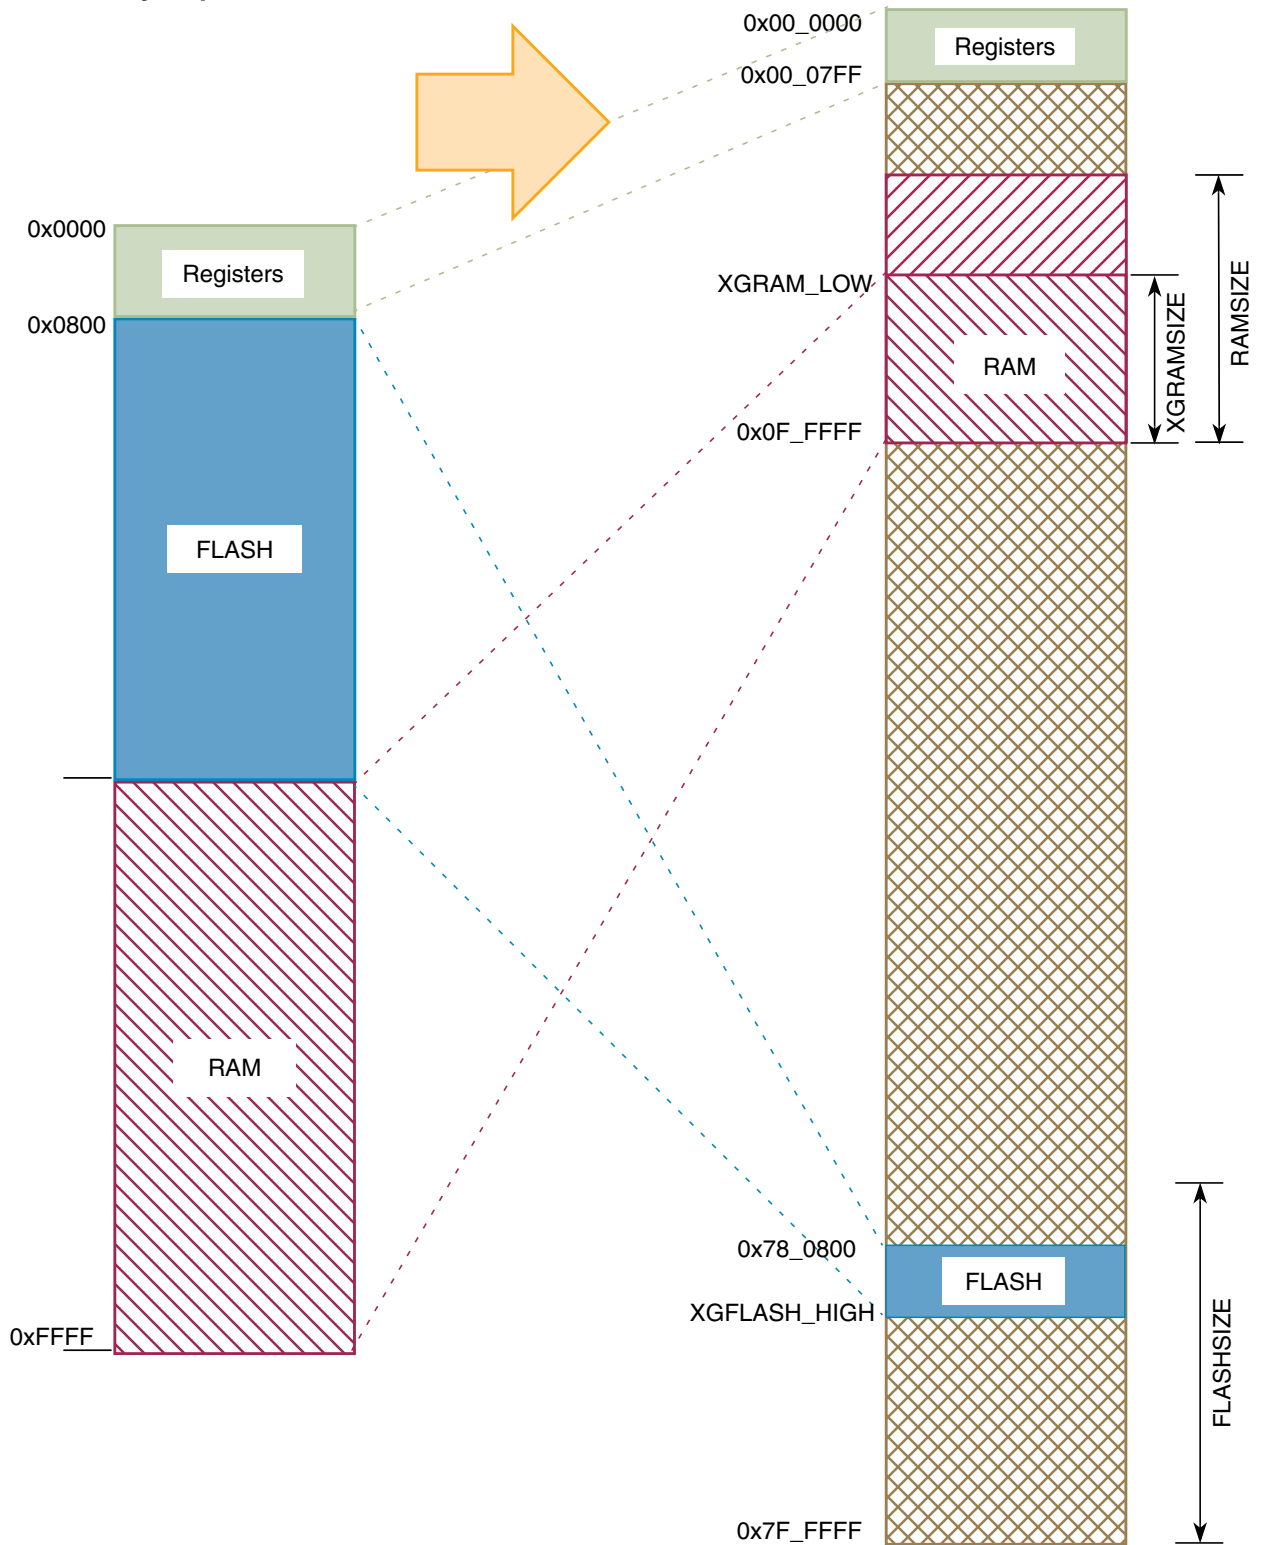 0x0000
Registers
0x0800
FLASH
RAM
0xFFFF
0x00_0000
Registers
0x00_07FF
XGRAM_LOW
RAM
0x0F_FFFF
XGRAMSIZE
RAMSIZE
0x78_0800
FLASH
XGFLASH_HIGH
FLASHSIZE
0x7F_FFFF